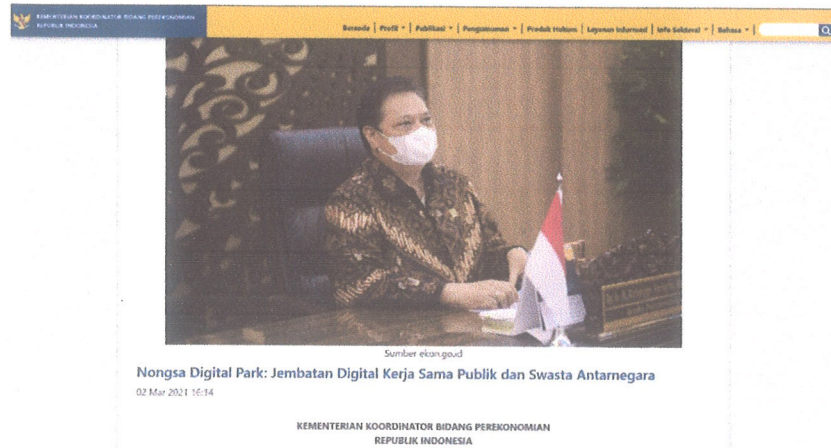 KEMENTERIAN KOORDINATOR BIDANG PEREKONOMIAN
REPUBLIK INDONESIA
Beranda | Profil | Publikasi | Pengumuman | Produk Hukum | Layanan Informasi | Info Sektoral | Bahasa |
Sumber ekon.go.id
Nongsa Digital Park: Jembatan Digital Kerja Sama Publik dan Swasta Antarnegara
02 Mar 2021 16:14
KEMENTERIAN KOORDINATOR BIDANG PEREKONOMIAN
REPUBLIK INDONESIA